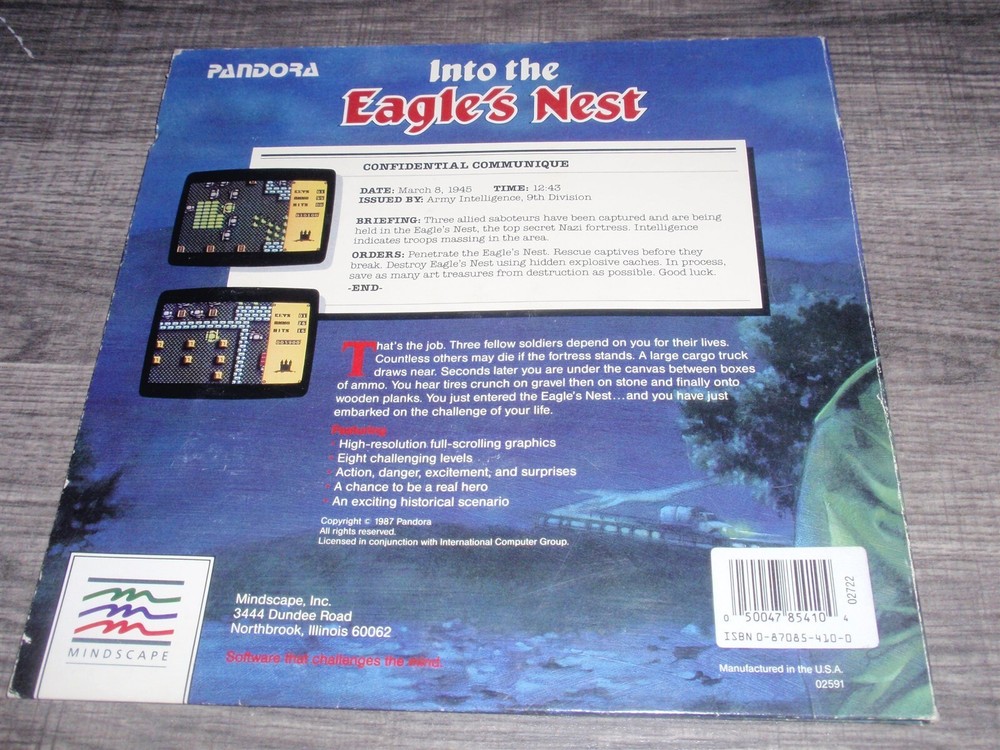 PANDORA
Into the
Eagle's Nest
CONFIDENTIAL COMMUNIQUE
DATE: March 8, 1945 TIME: 12:43
ISSUED BY: Army Intelligence, 9th Division
BRIEFING: Three allied saboteurs have been captured and are being
held in the Eagle's Nest, the top secret Nazi fortress. Intelligence
indicates troops massing in the area.
ORDERS: Penetrate the Eagle's Nest. Rescue captives before they
break. Destroy Eagle's Nest using hidden explosive caches. In process,
save as many art treasures from destruction as possible. Good luck.
-END-
That's the job. Three fellow soldiers depend on you for their lives.
Countless others may die if the fortress stands. A large cargo truck
draws near. Seconds later you are under the canvas between boxes
of ammo. You hear tires crunch on gravel then on stone and finally onto
wooden planks. You just entered the Eagle's Nest...and you have just
embarked on the challenge of your life.
Featuring
High-resolution full-scrolling graphics
Eight challenging levels
Action, danger, excitement, and surprises
A chance to be a real hero
An exciting historical scenario
Copyright © 1987 Pandora
All rights reserved.
Licensed in conjunction with International Computer Group.
MINDSCAPE
Mindscape, Inc.
3444 Dundee Road
Northbrook, Illinois 60062
Software that challenges the mind.
02722
0 50047 85410 4
ISBN 0-87085-410-0
Manufactured in the U.S.A.
02591